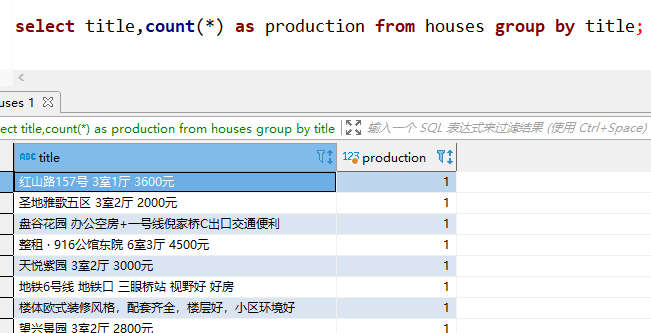 select title,count(*) as production from houses group by title;
uses 1
ect title,count(*) as production from houses group by title 输入一个 SQL 表达式来过滤结果 (使用 Ctrl+Space)
ABC title 123 production
红山路157号 3室1厅 3600元 1
圣地雅歌五区 3室2厅 2000元 1
盘谷花园 办公空房+一号线倪家桥C出口交通便利 1
整租 · 916公馆东院 6室3厅 4500元 1
天悦紫园 3室2厅 3000元 1
地铁6号线 地铁口 三眼桥站 视野好 好房 1
楼体欧式装修风格，配套齐全，楼层好，小区环境好 1
望兴景园 3室2厅 2800元 1